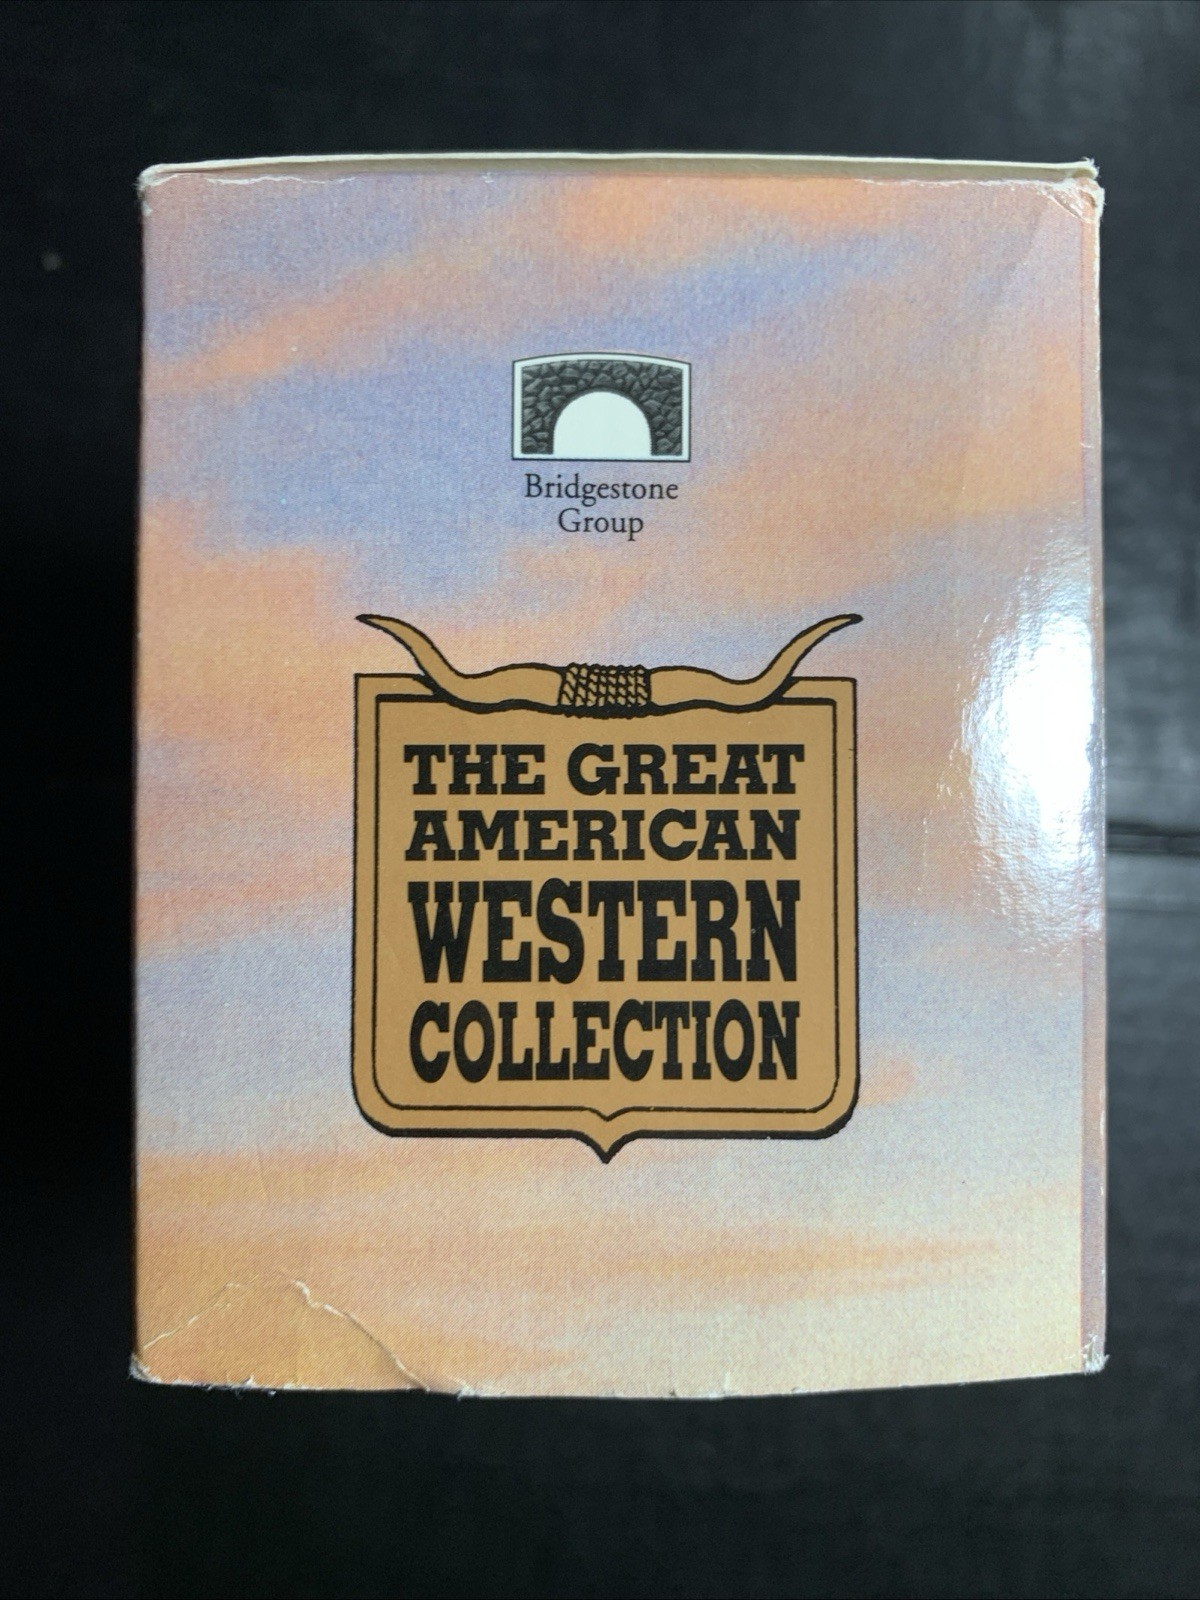 Bridgestone
Group
THE GREAT
AMERICAN
WESTERN
COLLECTION